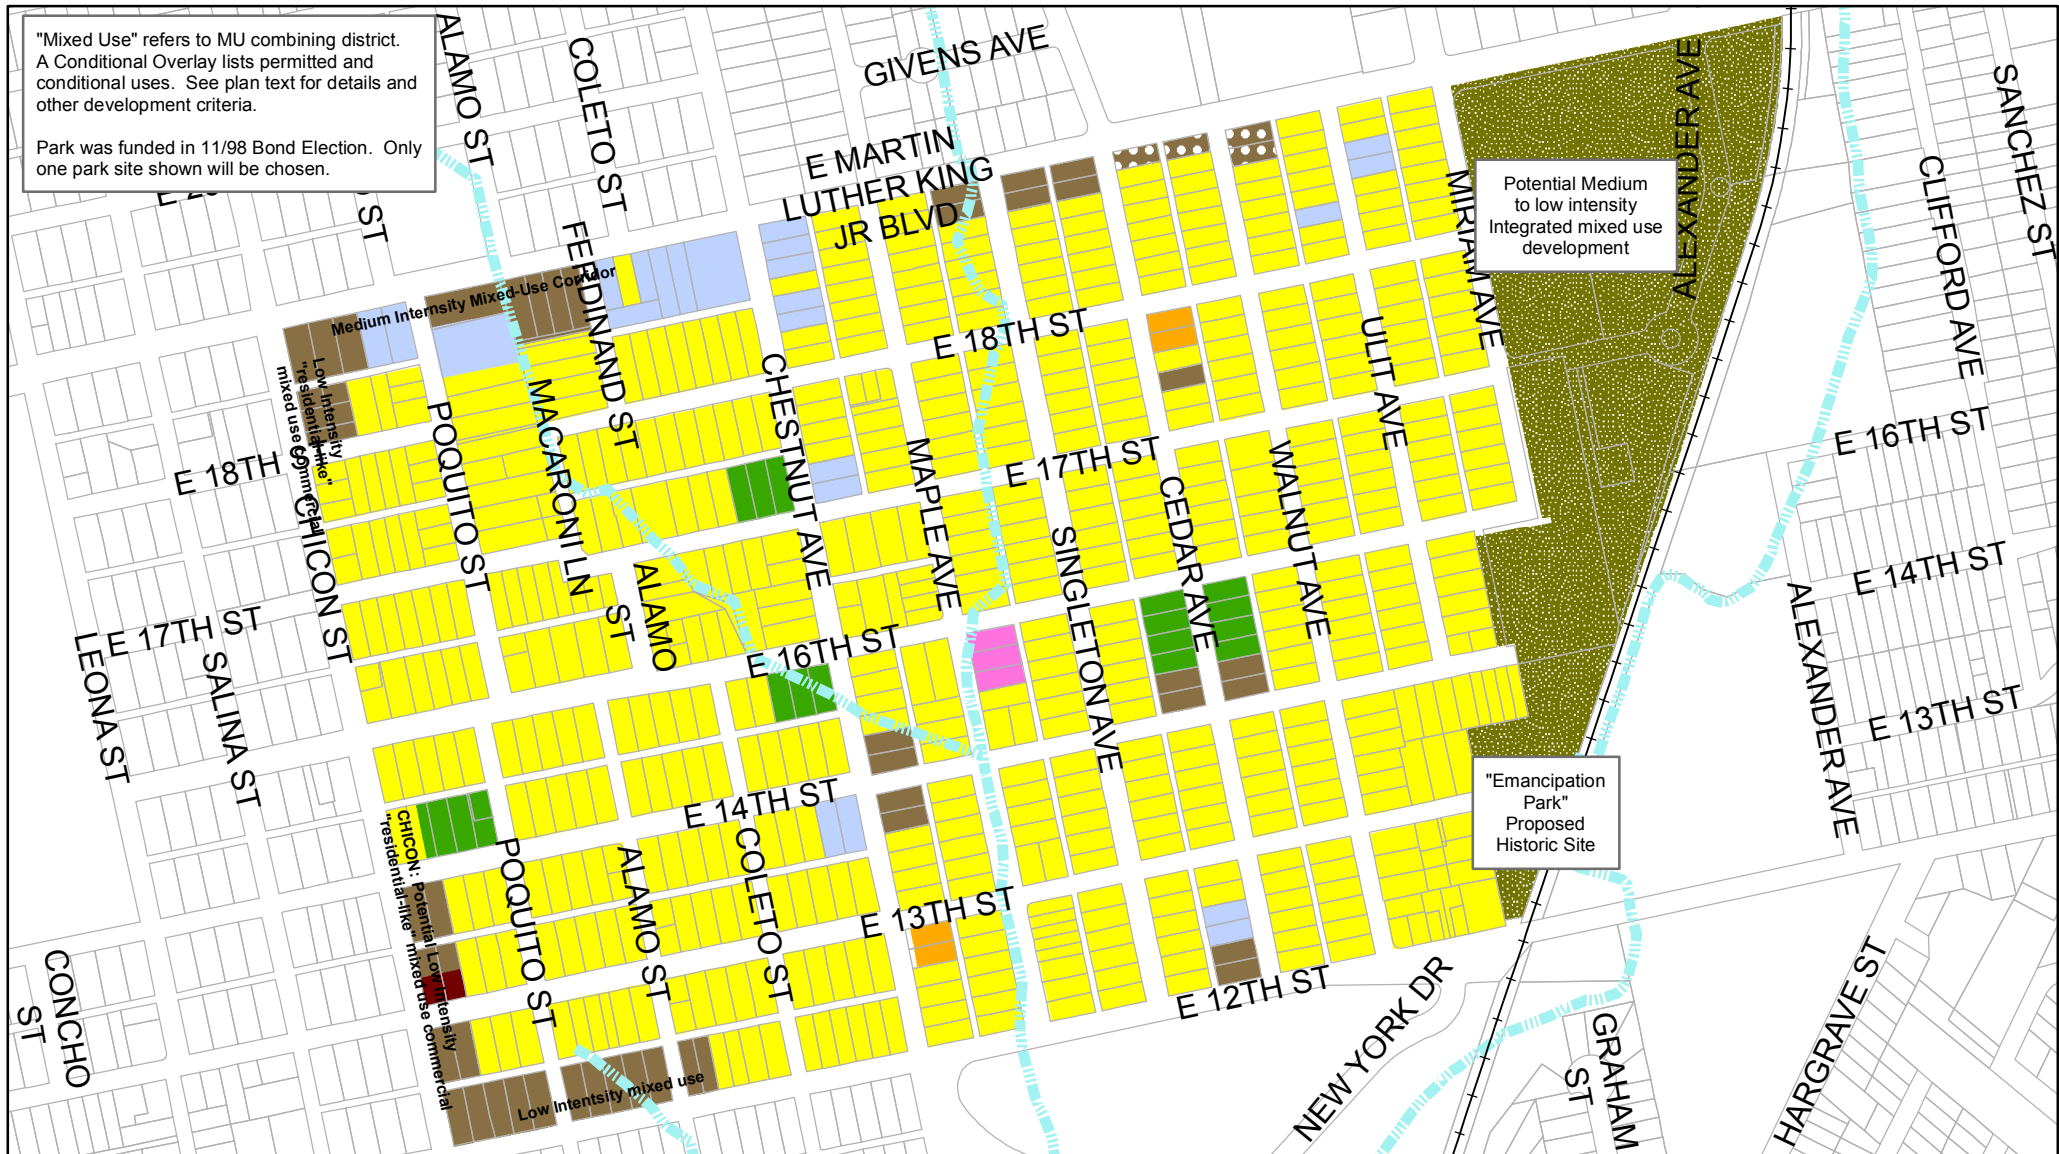 "Mixed Use" refers to MU combining district.
A Conditional Overlay lists permitted and
conditional uses. See plan text for details and
other development criteria.
Park was funded in 11/98 Bond Election. Only
one park site shown will be chosen.
ALAMO ST
COLETO ST
GIVENS AVE
E MARTIN
LUTHER KING
JR BLVD
ALEXANDER AVE
SANCHEZ ST
CLIFFORD AVE
ST
MIRIAM AVE
Potential Medium
to low intensity
Integrated mixed use
development
FERDINAND ST
Medium Intensity Mixed-Use Corridor
Low Intensity
"residential-like"
mixed use commercial
E 18TH ST
ULIT AVE
CHESTNUT AVE
POQUITO ST
MACARONI LN
MAPLE AVE
E 17TH ST
CEDAR AVE
WALNUT AVE
E 16TH ST
E 18TH
CHICON ST
SINGLETON AVE
E 14TH ST
ALAMO
ST
ALEXANDER AVE
E 17TH ST
LEONA ST
SALINA ST
E 16TH ST
E 13TH ST
"Emancipation
Park"
Proposed
Historic Site
E 14TH ST
CHICON: Potential Low Intensity
"residential-like" mixed use commercial
POQUITO ST
ALAMO ST
COLETO ST
E 13TH ST
CONCHO
ST
E 12TH ST
NEW YORK DR
GRAHAM
ST
HARGRAVE ST
Low Intentsity mixed use